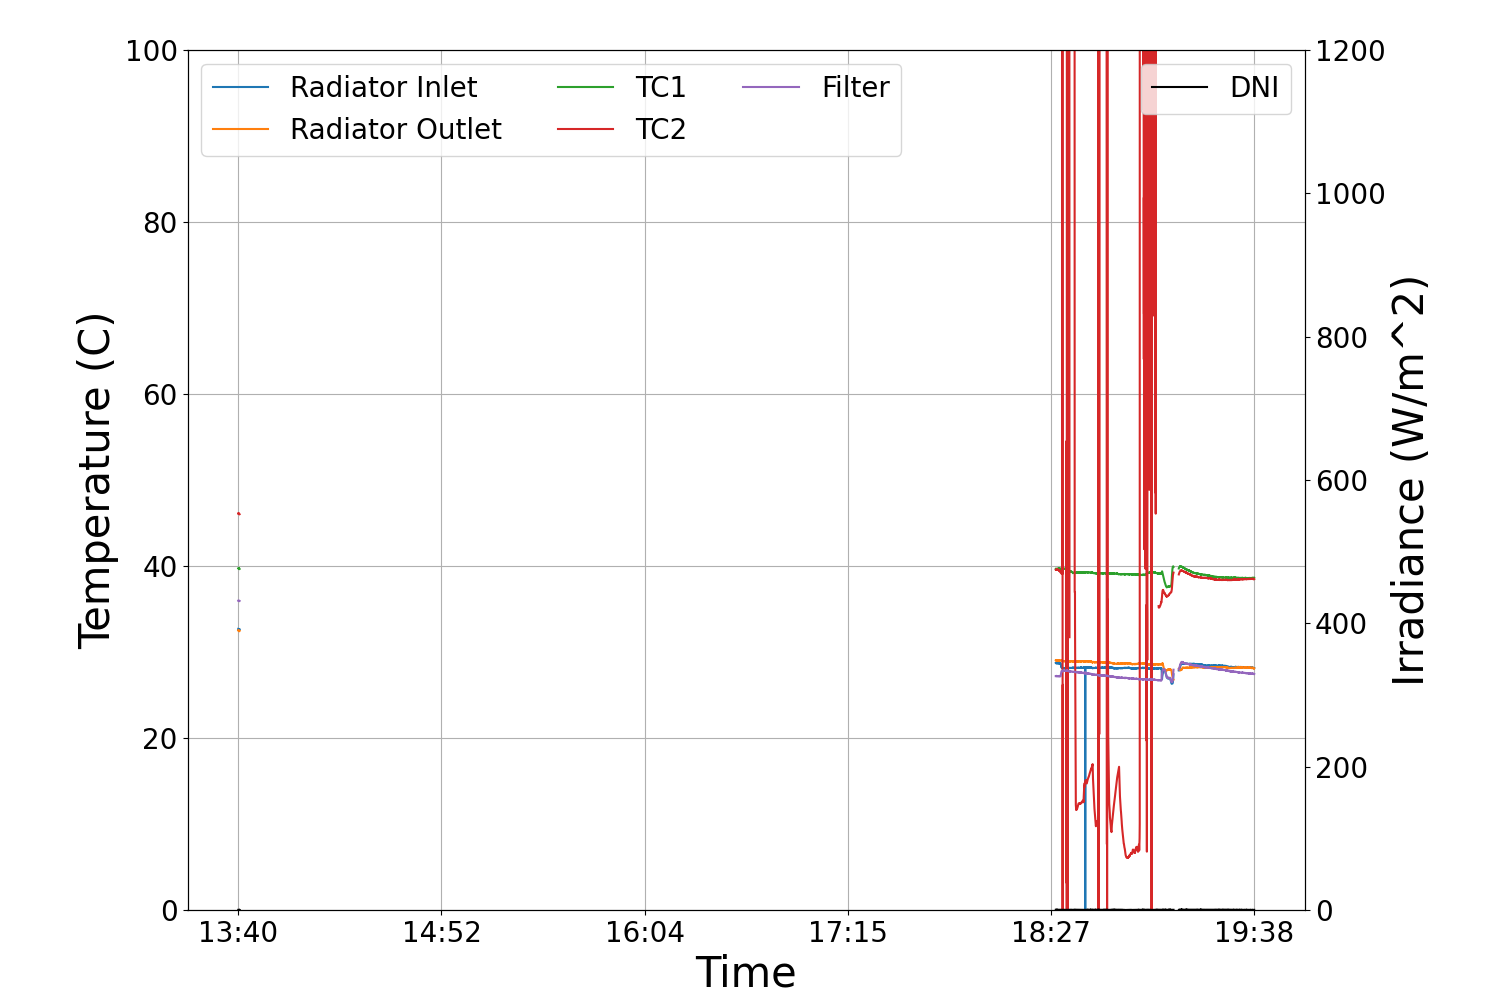 100
80
60
40
20
0
Temperature (C)
Radiator Inlet
Radiator Outlet
TC1
TC2
Filter
DNI
1200
1000
800
600
400
200
0
Irradiance (W/m^2)
13:40 14:52 16:04 17:15 18:27 19:38
Time